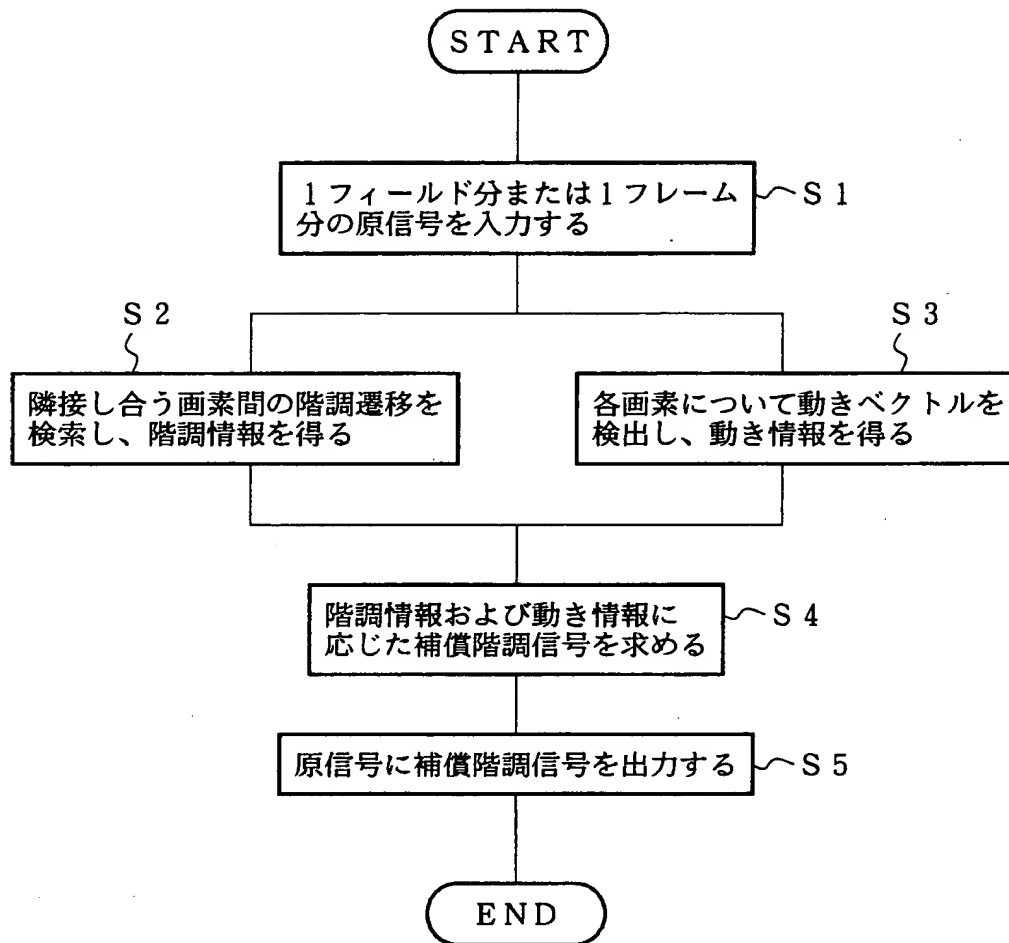 START
1フィールド分または1フレーム
分の原信号を入力する
S1
S2
隣接し合う画素間の階調遷移を
検索し、階調情報を得る
S3
各画素について動きベクトルを
検出し、動き情報を得る
階調情報および動き情報に
応じた補償階調信号を求める
S4
原信号に補償階調信号を出力する
S5
END